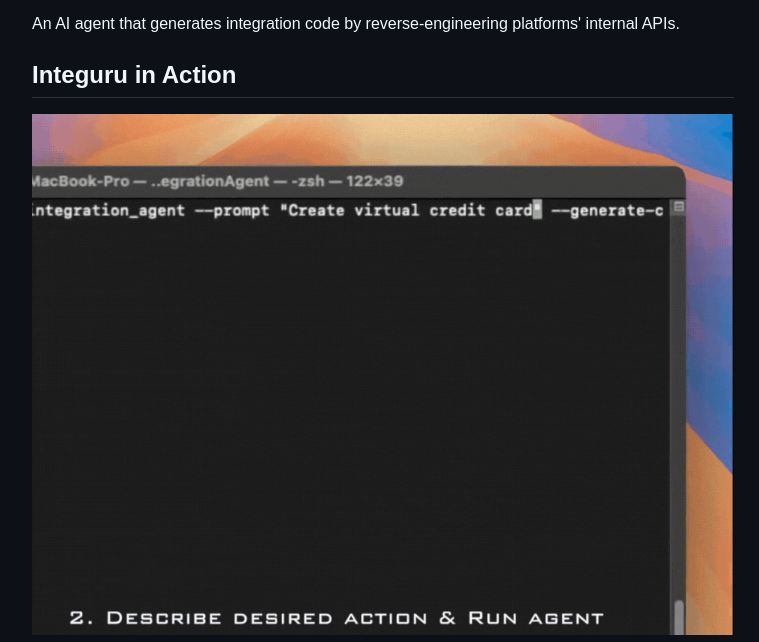 An AI agent that generates integration code by reverse-engineering platforms' internal APIs.
Integuru in Action
MacBook-Pro — ..egrationAgent — -zsh — 122×39
integration_agent --prompt "Create virtual credit card" --generate-c
2. Describe desired action & Run agent